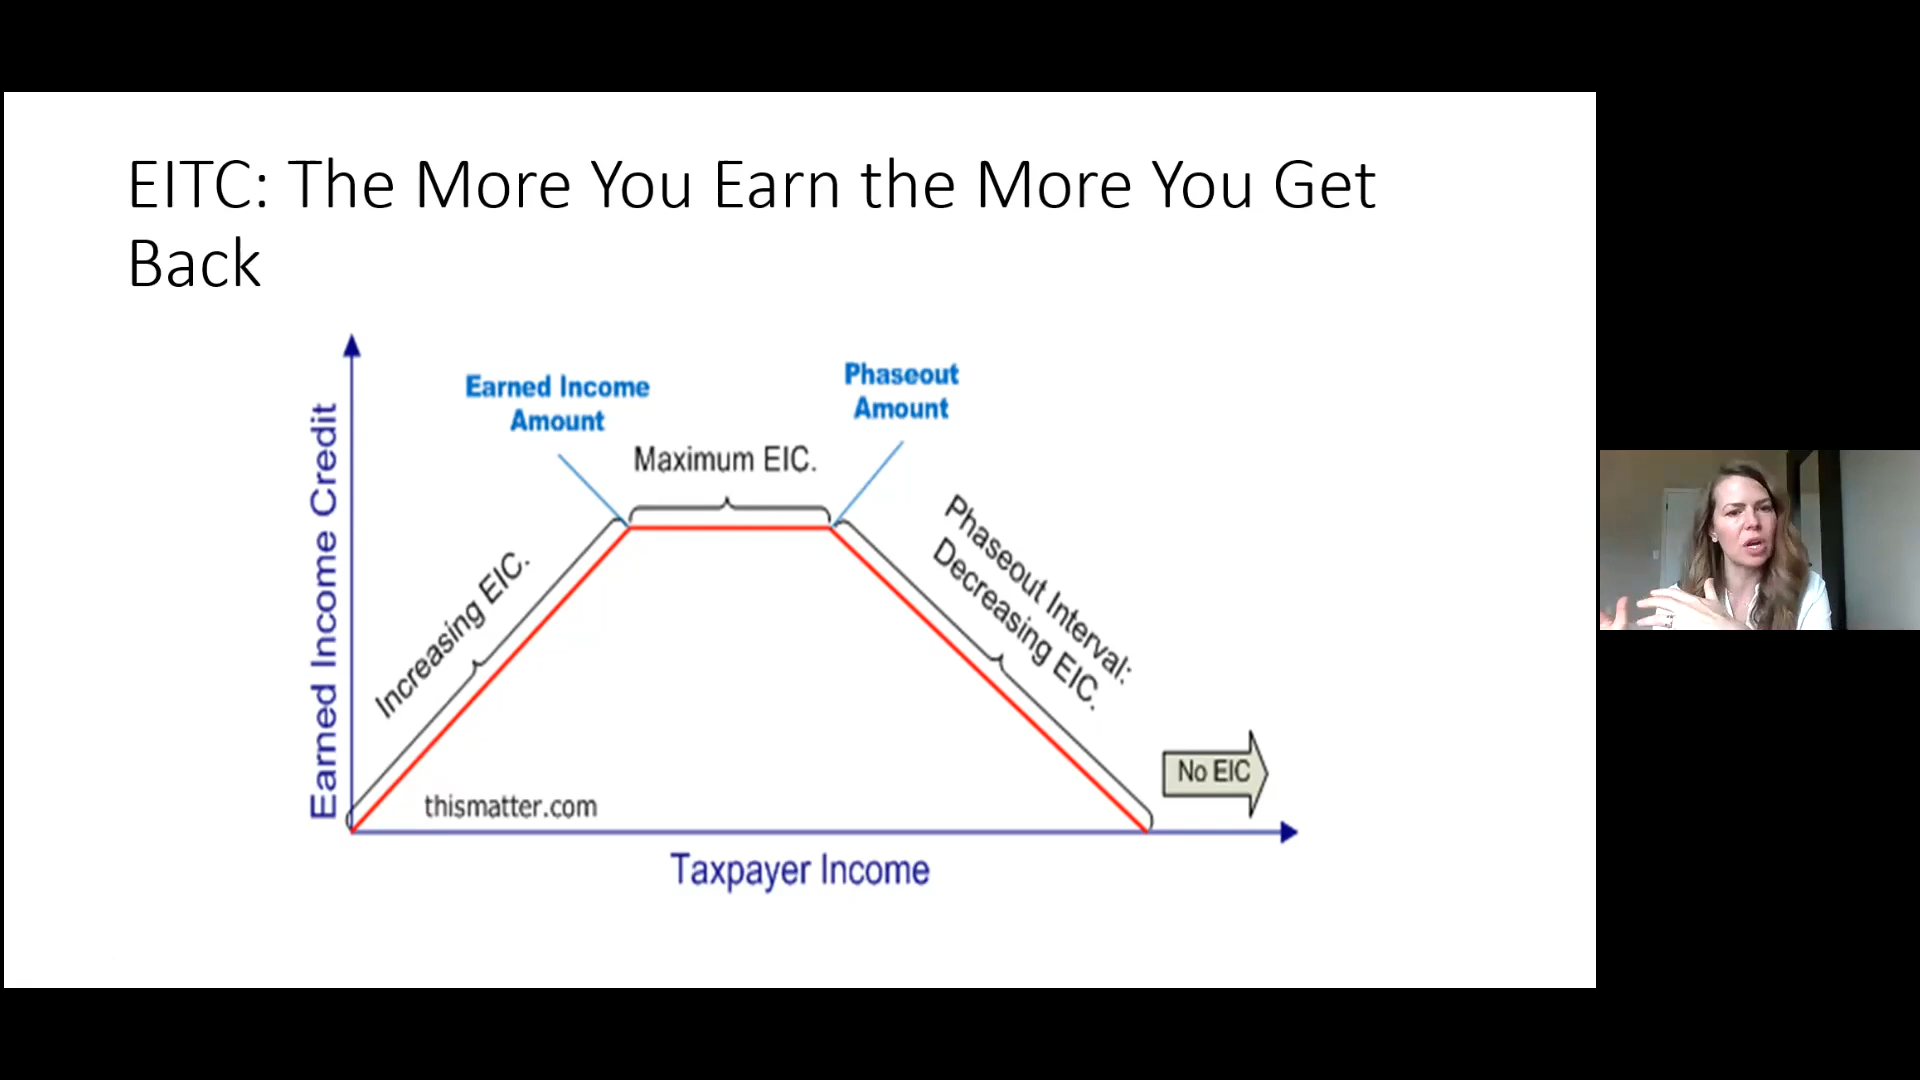 EITC: The More You Earn the More You Get
Back
Earned Income
Amount
Phaseout
Amount
Maximum EIC.
Increasing EIC.
Phaseout Interval:
Decreasing EIC.
No EIC
Earned Income Credit
thismatter.com
Taxpayer Income